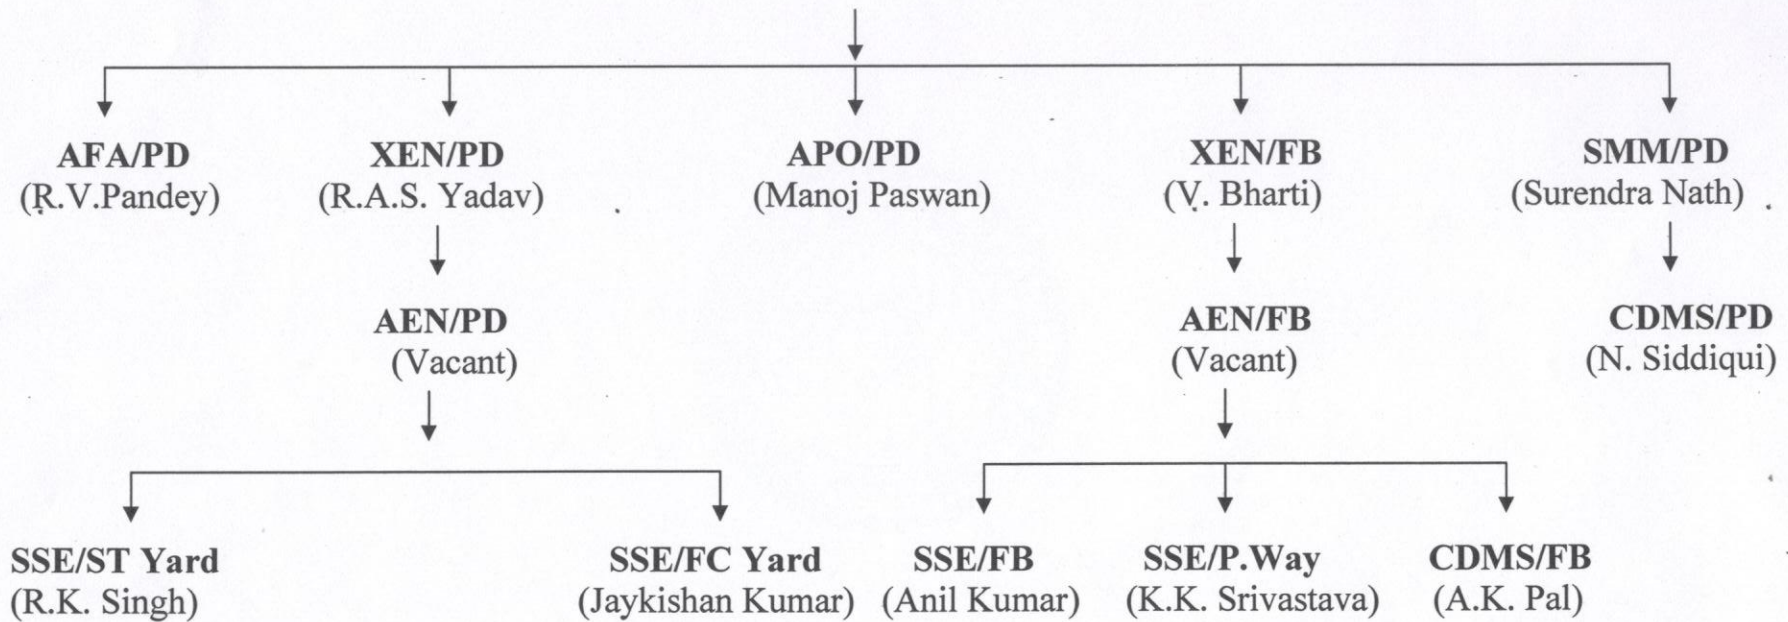 AFA/PD
(R.V.Pandey)
XEN/PD
(R.A.S. Yadav)
APO/PD
(Manoj Paswan)
XEN/FB
(V. Bharti)
SMM/PD
(Surendra Nath)
AEN/PD
(Vacant)
AEN/FB
(Vacant)
CDMS/PD
(N. Siddiqui)
SSE/ST Yard
(R.K. Singh)
SSE/FC Yard
(Jaykishan Kumar)
SSE/FB
(Anil Kumar)
SSE/P.Way
(K.K. Srivastava)
CDMS/FB
(A.K. Pal)